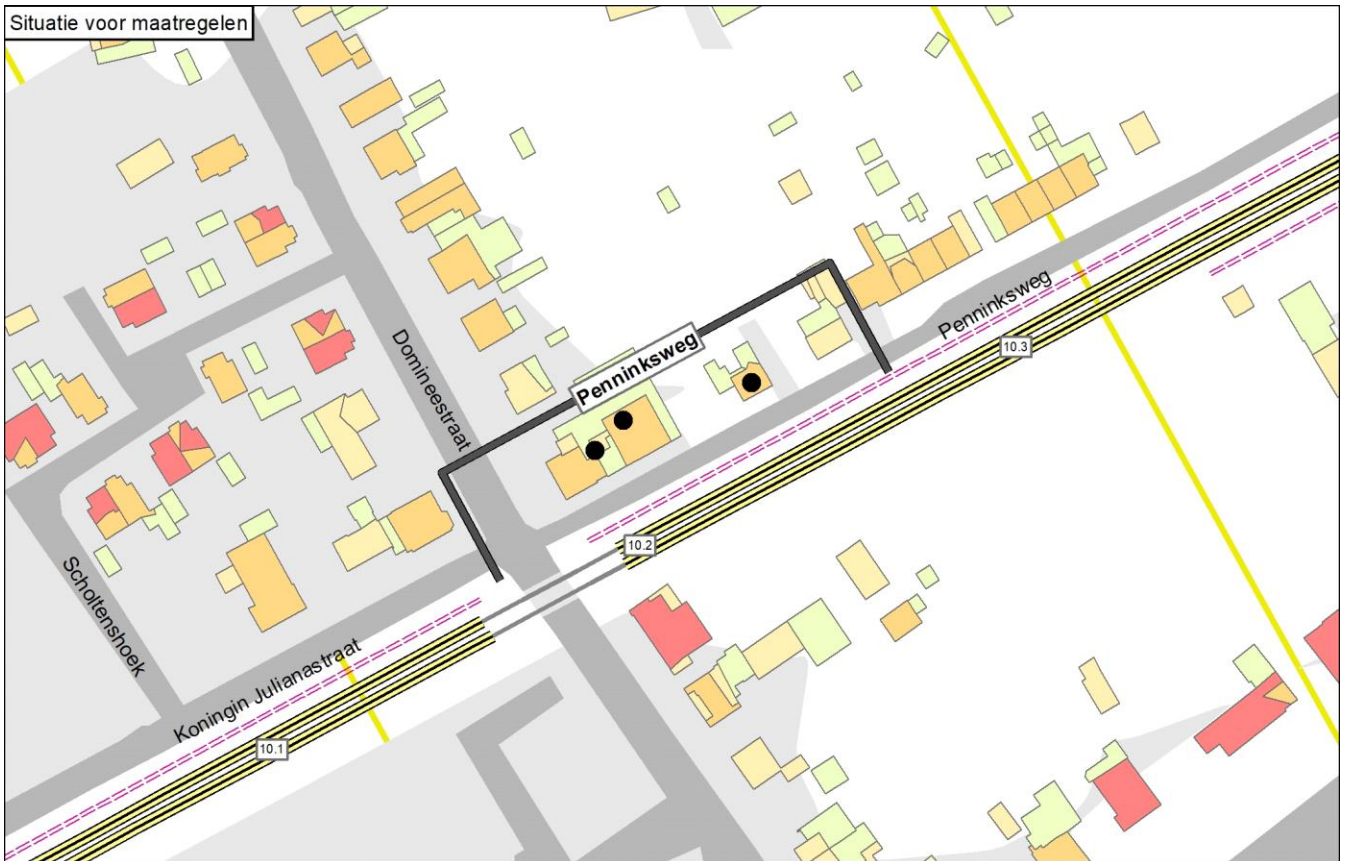 Situatie voor maatregelen
Penninksweg
10.3
Domineestraat
Penninksweg
10.2
Scholtenshoek
Koningin Julianastraat
10.1